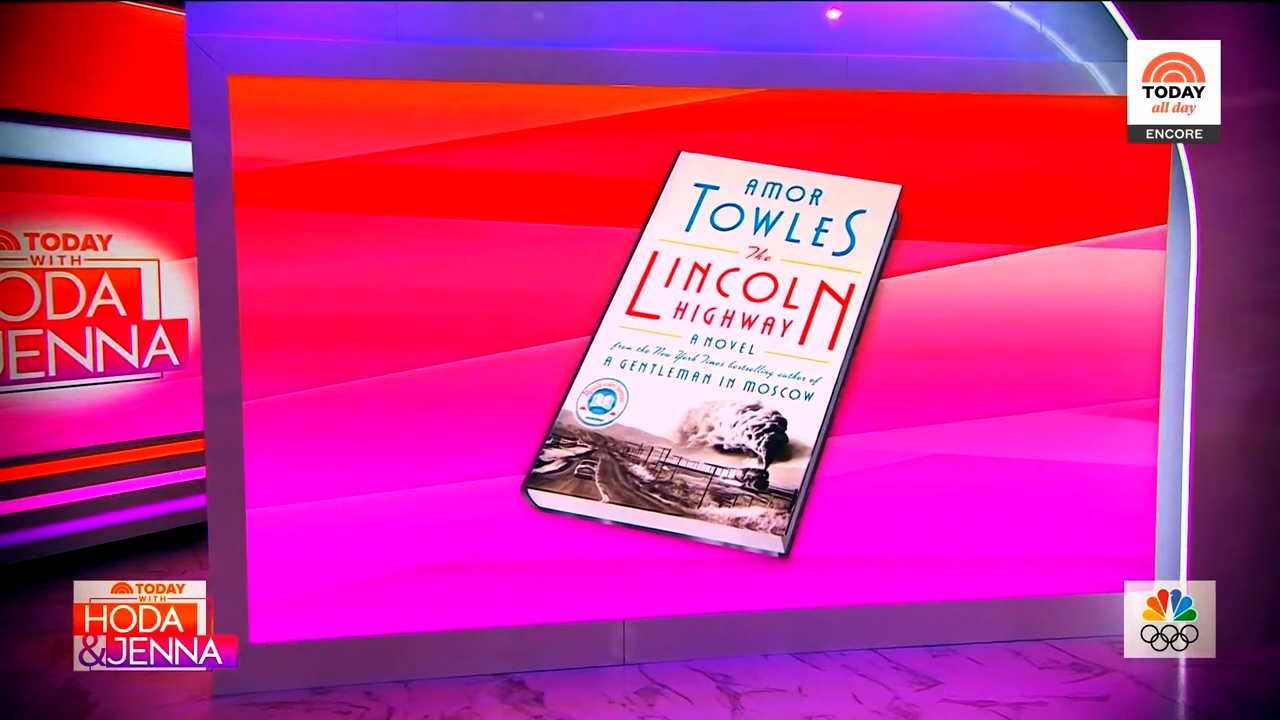 TODAY
all day
ENCORE
TODAY
WITH
HODA
JENNA
AMOR
TOWLES
The
LINCOLN
HIGHWAY
A NOVEL
from the New York Times bestselling author of
A GENTLEMAN IN MOSCOW
TODAY
WITH
HODA
&JENNA